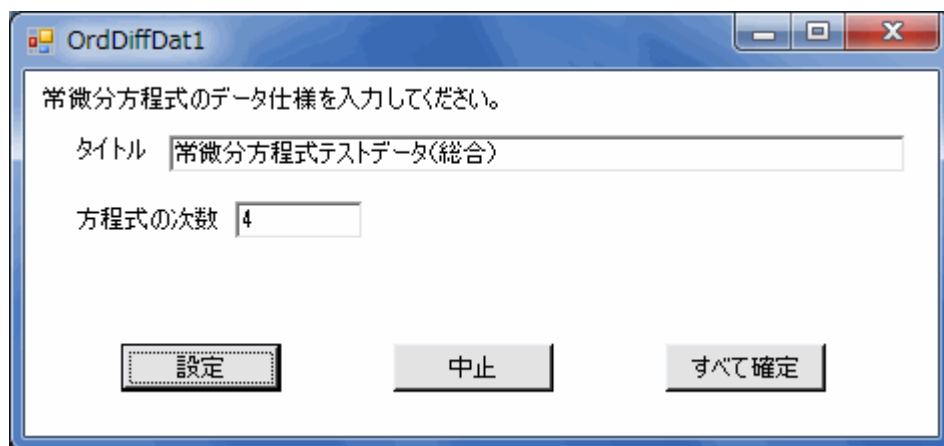 OrdDiffDat1
常微分方程式のデータ仕様を入力してください。
タイトル 常微分方程式テストデータ(総合)
方程式の次数 4
設定 中止 すべて確定